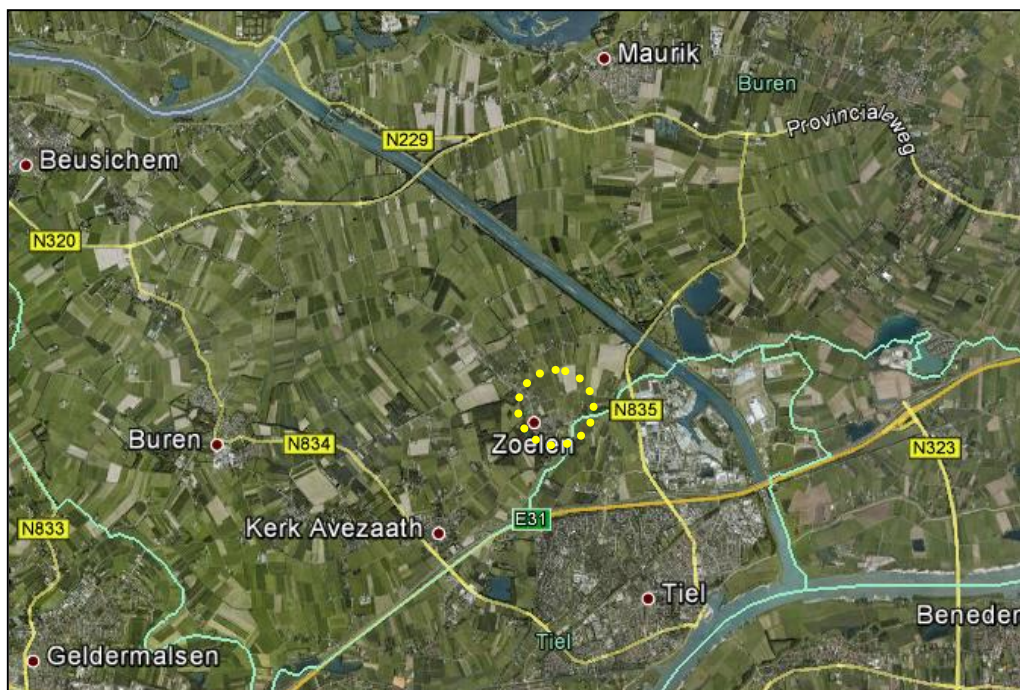 Maurik
Buren
Provincialeweg
N229
Beusichem
N320
N835
Zoelen
Buren
N834
N323
E31
N833
Kerk Avezaath
Tiel
Beneden
Tiel
Geldermalsen